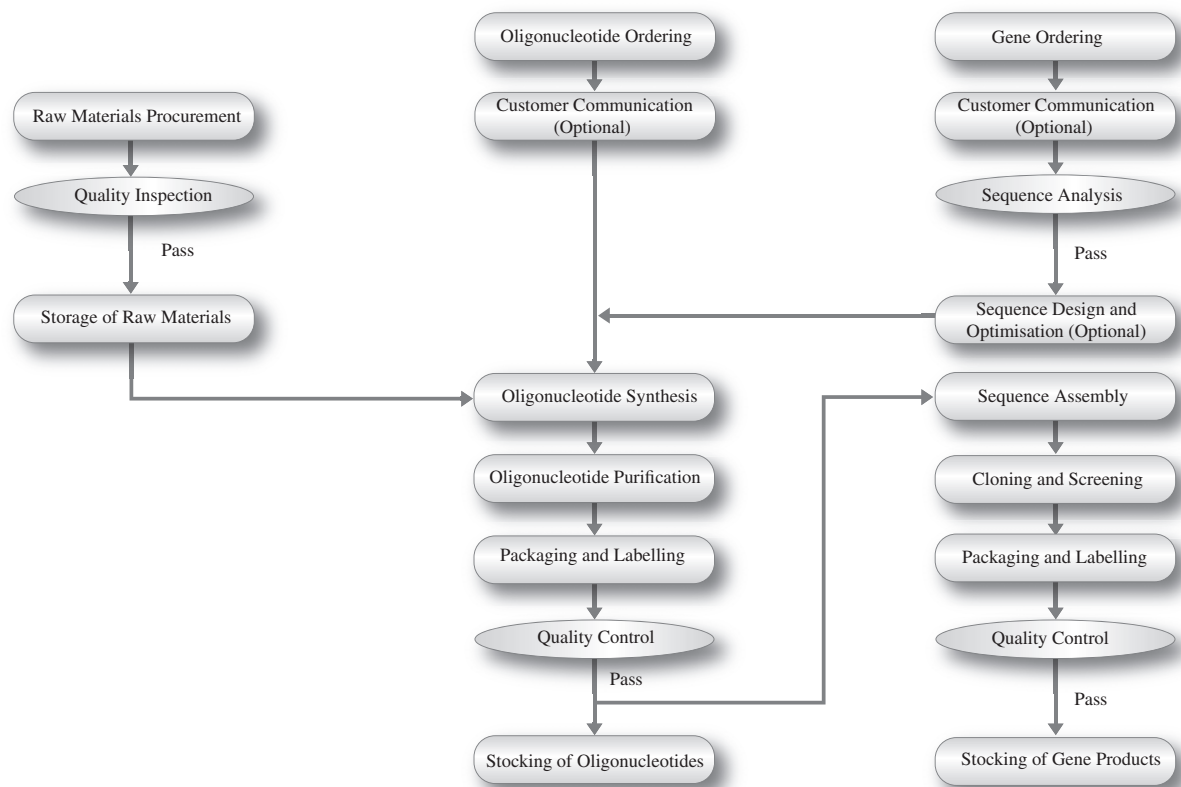 Raw Materials Procurement
Quality Inspection
Pass
Storage of Raw Materials
Oligonucleotide Ordering
Customer Communication
(Optional)
Oligonucleotide Synthesis
Oligonucleotide Purification
Packaging and Labelling
Quality Control
Pass
Stocking of Oligonucleotides
Gene Ordering
Customer Communication
(Optional)
Sequence Analysis
Pass
Sequence Design and
Optimisation (Optional)
Sequence Assembly
Cloning and Screening
Packaging and Labelling
Quality Control
Pass
Stocking of Gene Products